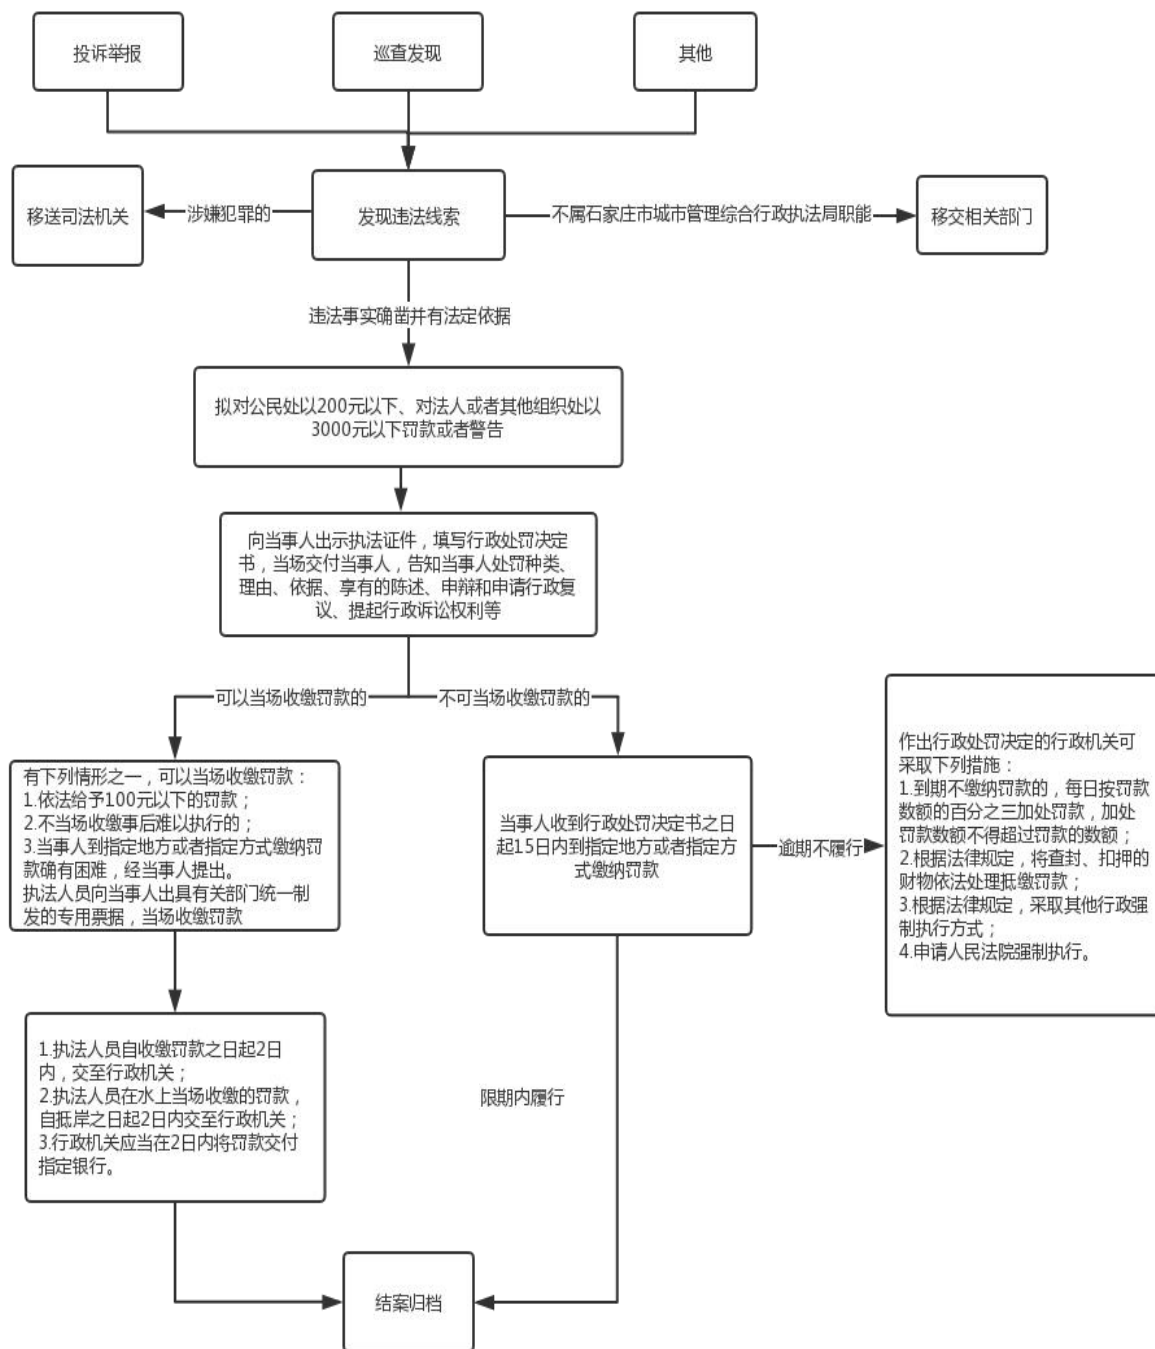 投诉举报
巡查发现
其他
移送司法机关
涉嫌犯罪的
发现违法线索
不属石家庄市城市管理综合行政执法局职能
移交相关部门
违法事实确凿并有法定依据
拟对公民处以200元以下、对法人或者其他组织处以
3000元以下罚款或者警告
向当事人出示执法证件，填写行政处罚决定
书，当场交付当事人，告知当事人处罚种类、
理由、依据、享有的陈述、申辩和申请行政复
议、提起行政诉讼权利等
可以当场收缴罚款的
不可当场收缴罚款的
有下列情形之一，可以当场收缴罚款：
1.依法给予100元以下的罚款；
2.不当场收缴事后难以执行的；
3.当事人到指定地方或者指定方式缴纳罚
款确有困难，经当事人提出。
执法人员向当事人出具有关部门统一制
发的专用票据，当场收缴罚款
当事人收到行政处罚决定书之日
起15日内到指定地方或者指定方
式缴纳罚款
逾期不履行
作出行政处罚决定的行政机关可
采取下列措施：
1.到期不缴纳罚款的，每日按罚款
数额的百分之三加处罚款，加处
罚款数额不得超过罚款的数额；
2.根据法律规定，将查封、扣押的
财物依法处理抵缴罚款；
3.根据法律规定，采取其他行政强
制执行方式；
4.申请人民法院强制执行。
1.执法人员自收缴罚款之日起2日
内，交至行政机关；
2.执法人员在水上当场收缴的罚款，
自抵岸之日起2日内交至行政机关；
3.行政机关应当在2日内将罚款交付
指定银行。
限期内履行
结案归档